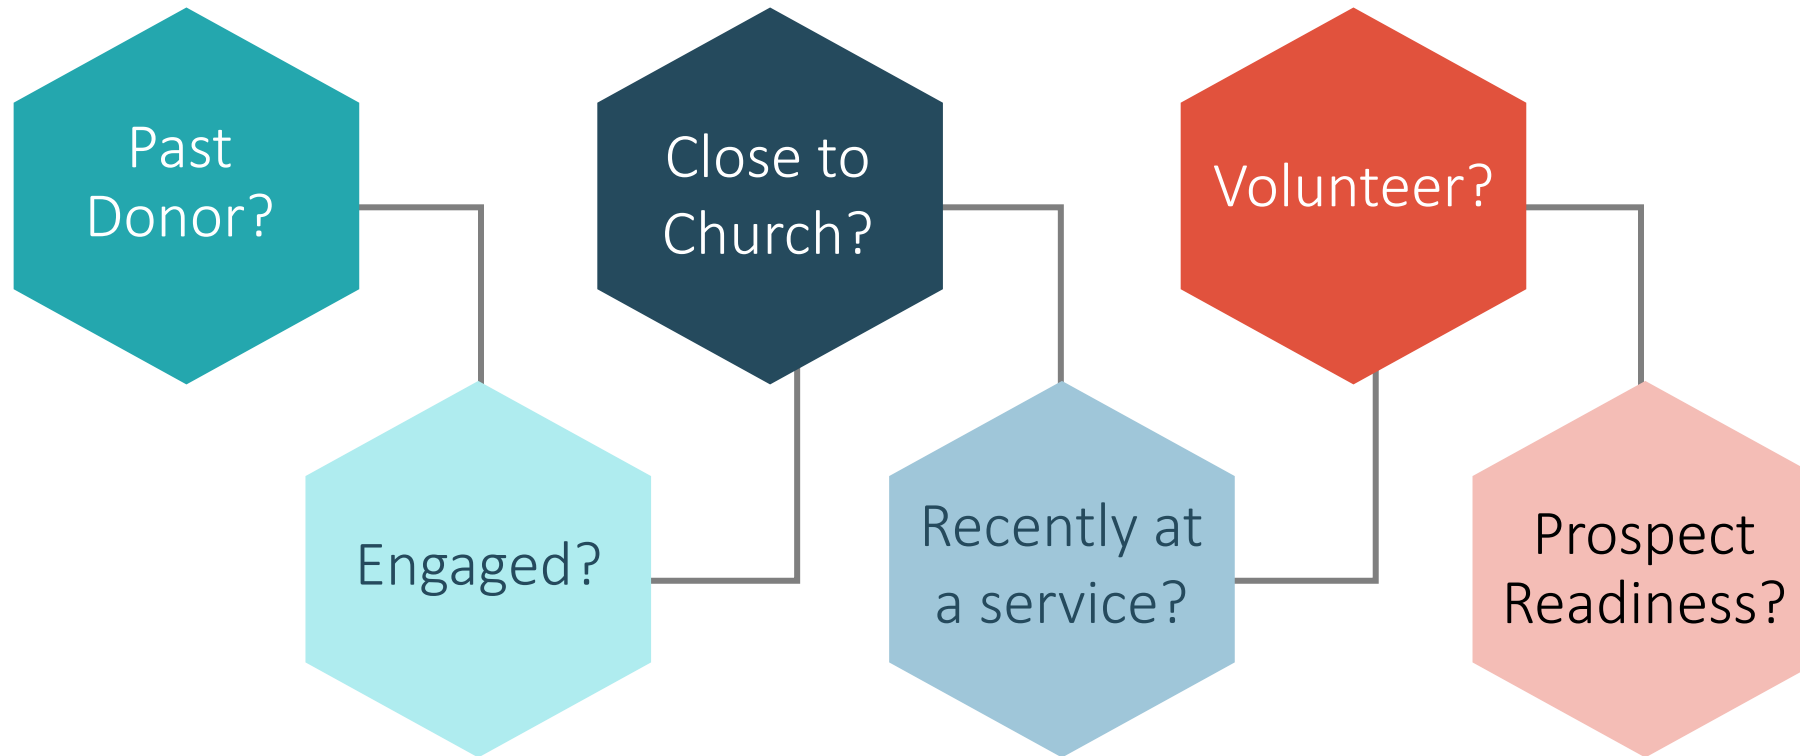 Past
Donor?
Engaged?
Close to
Church?
Recently at
a service?
Volunteer?
Prospect
Readiness?